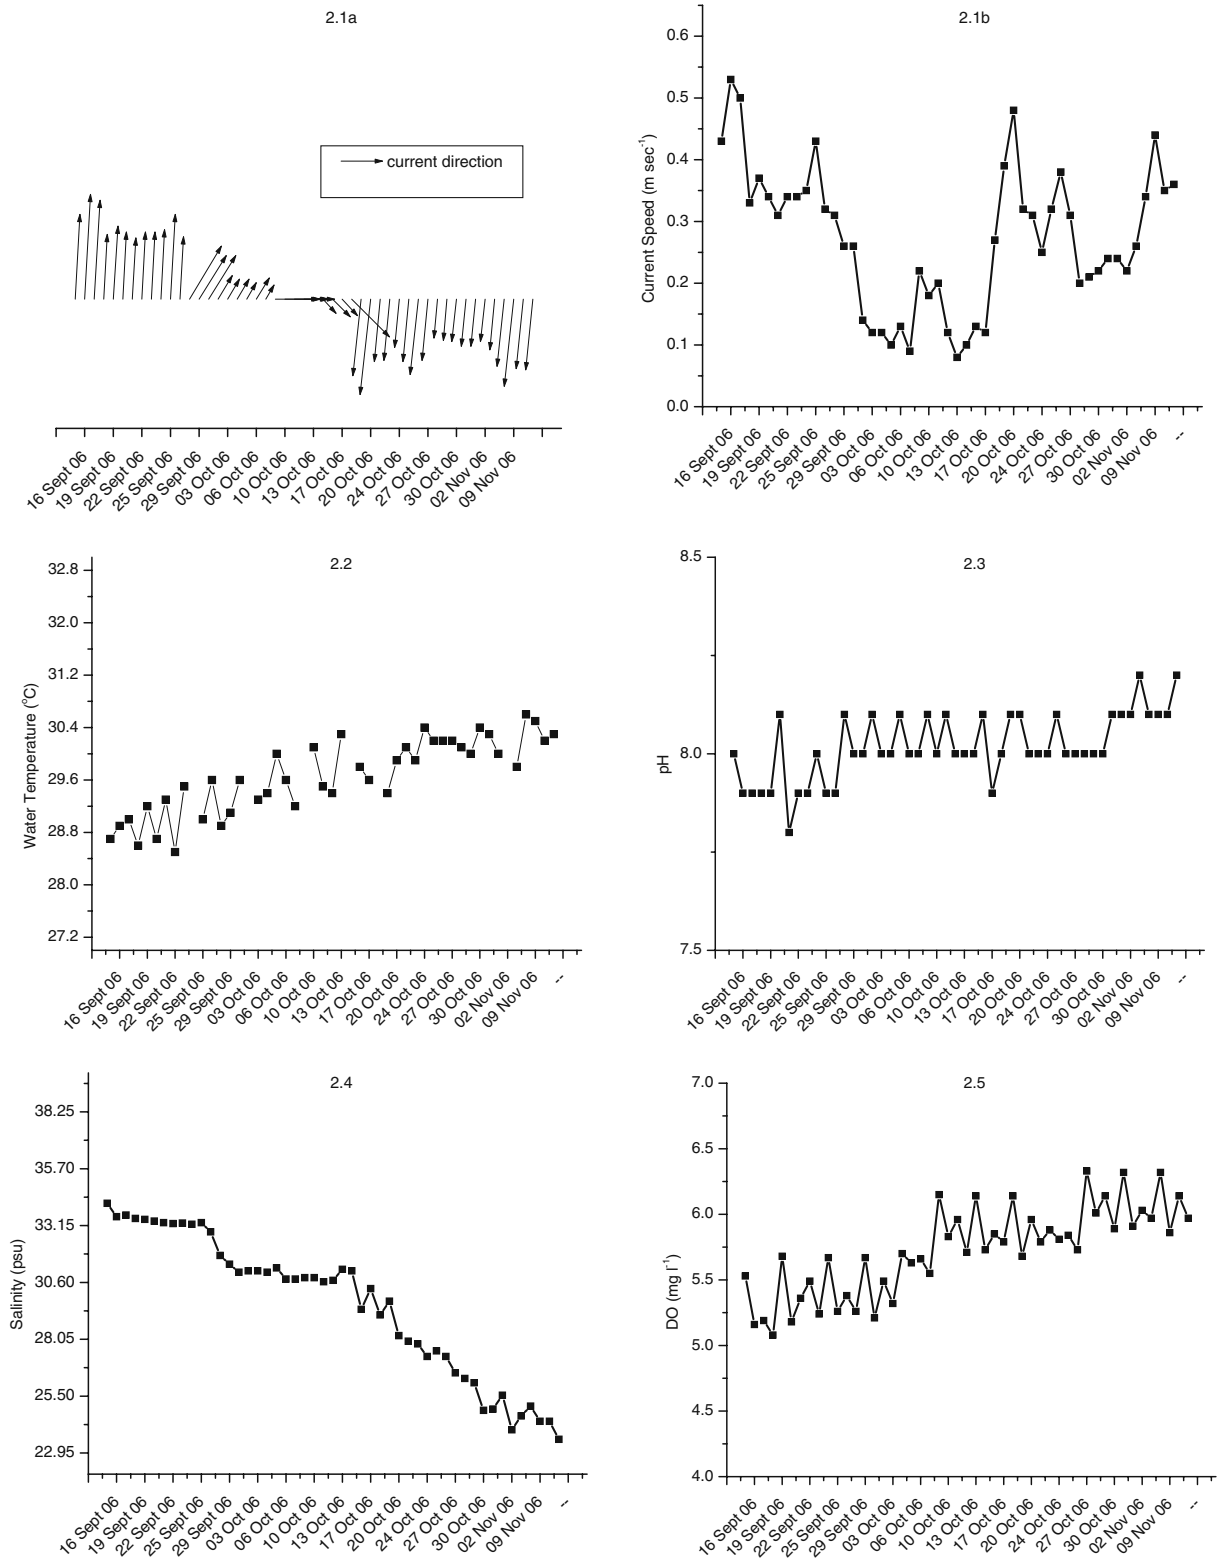 2.1a
current direction
16 Sept 06
19 Sept 06
22 Sept 06
25 Sept 06
29 Sept 06
03 Oct 06
06 Oct 06
10 Oct 06
13 Oct 06
17 Oct 06
20 Oct 06
24 Oct 06
27 Oct 06
30 Oct 06
02 Nov 06
09 Nov 06
2.1b
Current Speed (m sec⁻¹)
0.6
0.5
0.4
0.3
0.2
0.1
0.0
16 Sept 06
19 Sept 06
22 Sept 06
25 Sept 06
29 Sept 06
03 Oct 06
06 Oct 06
10 Oct 06
13 Oct 06
17 Oct 06
20 Oct 06
24 Oct 06
27 Oct 06
30 Oct 06
02 Nov 06
09 Nov 06
--
2.2
Water Temperature (°C)
32.8
32.0
31.2
30.4
29.6
28.8
28.0
27.2
16 Sept 06
19 Sept 06
22 Sept 06
25 Sept 06
29 Sept 06
03 Oct 06
06 Oct 06
10 Oct 06
13 Oct 06
17 Oct 06
20 Oct 06
24 Oct 06
27 Oct 06
30 Oct 06
02 Nov 06
09 Nov 06
--
2.3
pH
8.5
8.0
7.5
16 Sept 06
19 Sept 06
22 Sept 06
25 Sept 06
29 Sept 06
03 Oct 06
06 Oct 06
10 Oct 06
13 Oct 06
17 Oct 06
20 Oct 06
24 Oct 06
27 Oct 06
30 Oct 06
02 Nov 06
09 Nov 06
--
2.4
Salinity (psu)
38.25
35.70
33.15
30.60
28.05
25.50
22.95
16 Sept 06
19 Sept 06
22 Sept 06
25 Sept 06
29 Sept 06
03 Oct 06
06 Oct 06
10 Oct 06
13 Oct 06
17 Oct 06
20 Oct 06
24 Oct 06
27 Oct 06
30 Oct 06
02 Nov 06
09 Nov 06
--
2.5
DO (mg l⁻¹)
7.0
6.5
6.0
5.5
5.0
4.5
4.0
16 Sept 06
19 Sept 06
22 Sept 06
25 Sept 06
29 Sept 06
03 Oct 06
06 Oct 06
10 Oct 06
13 Oct 06
17 Oct 06
20 Oct 06
24 Oct 06
27 Oct 06
30 Oct 06
02 Nov 06
09 Nov 06
--